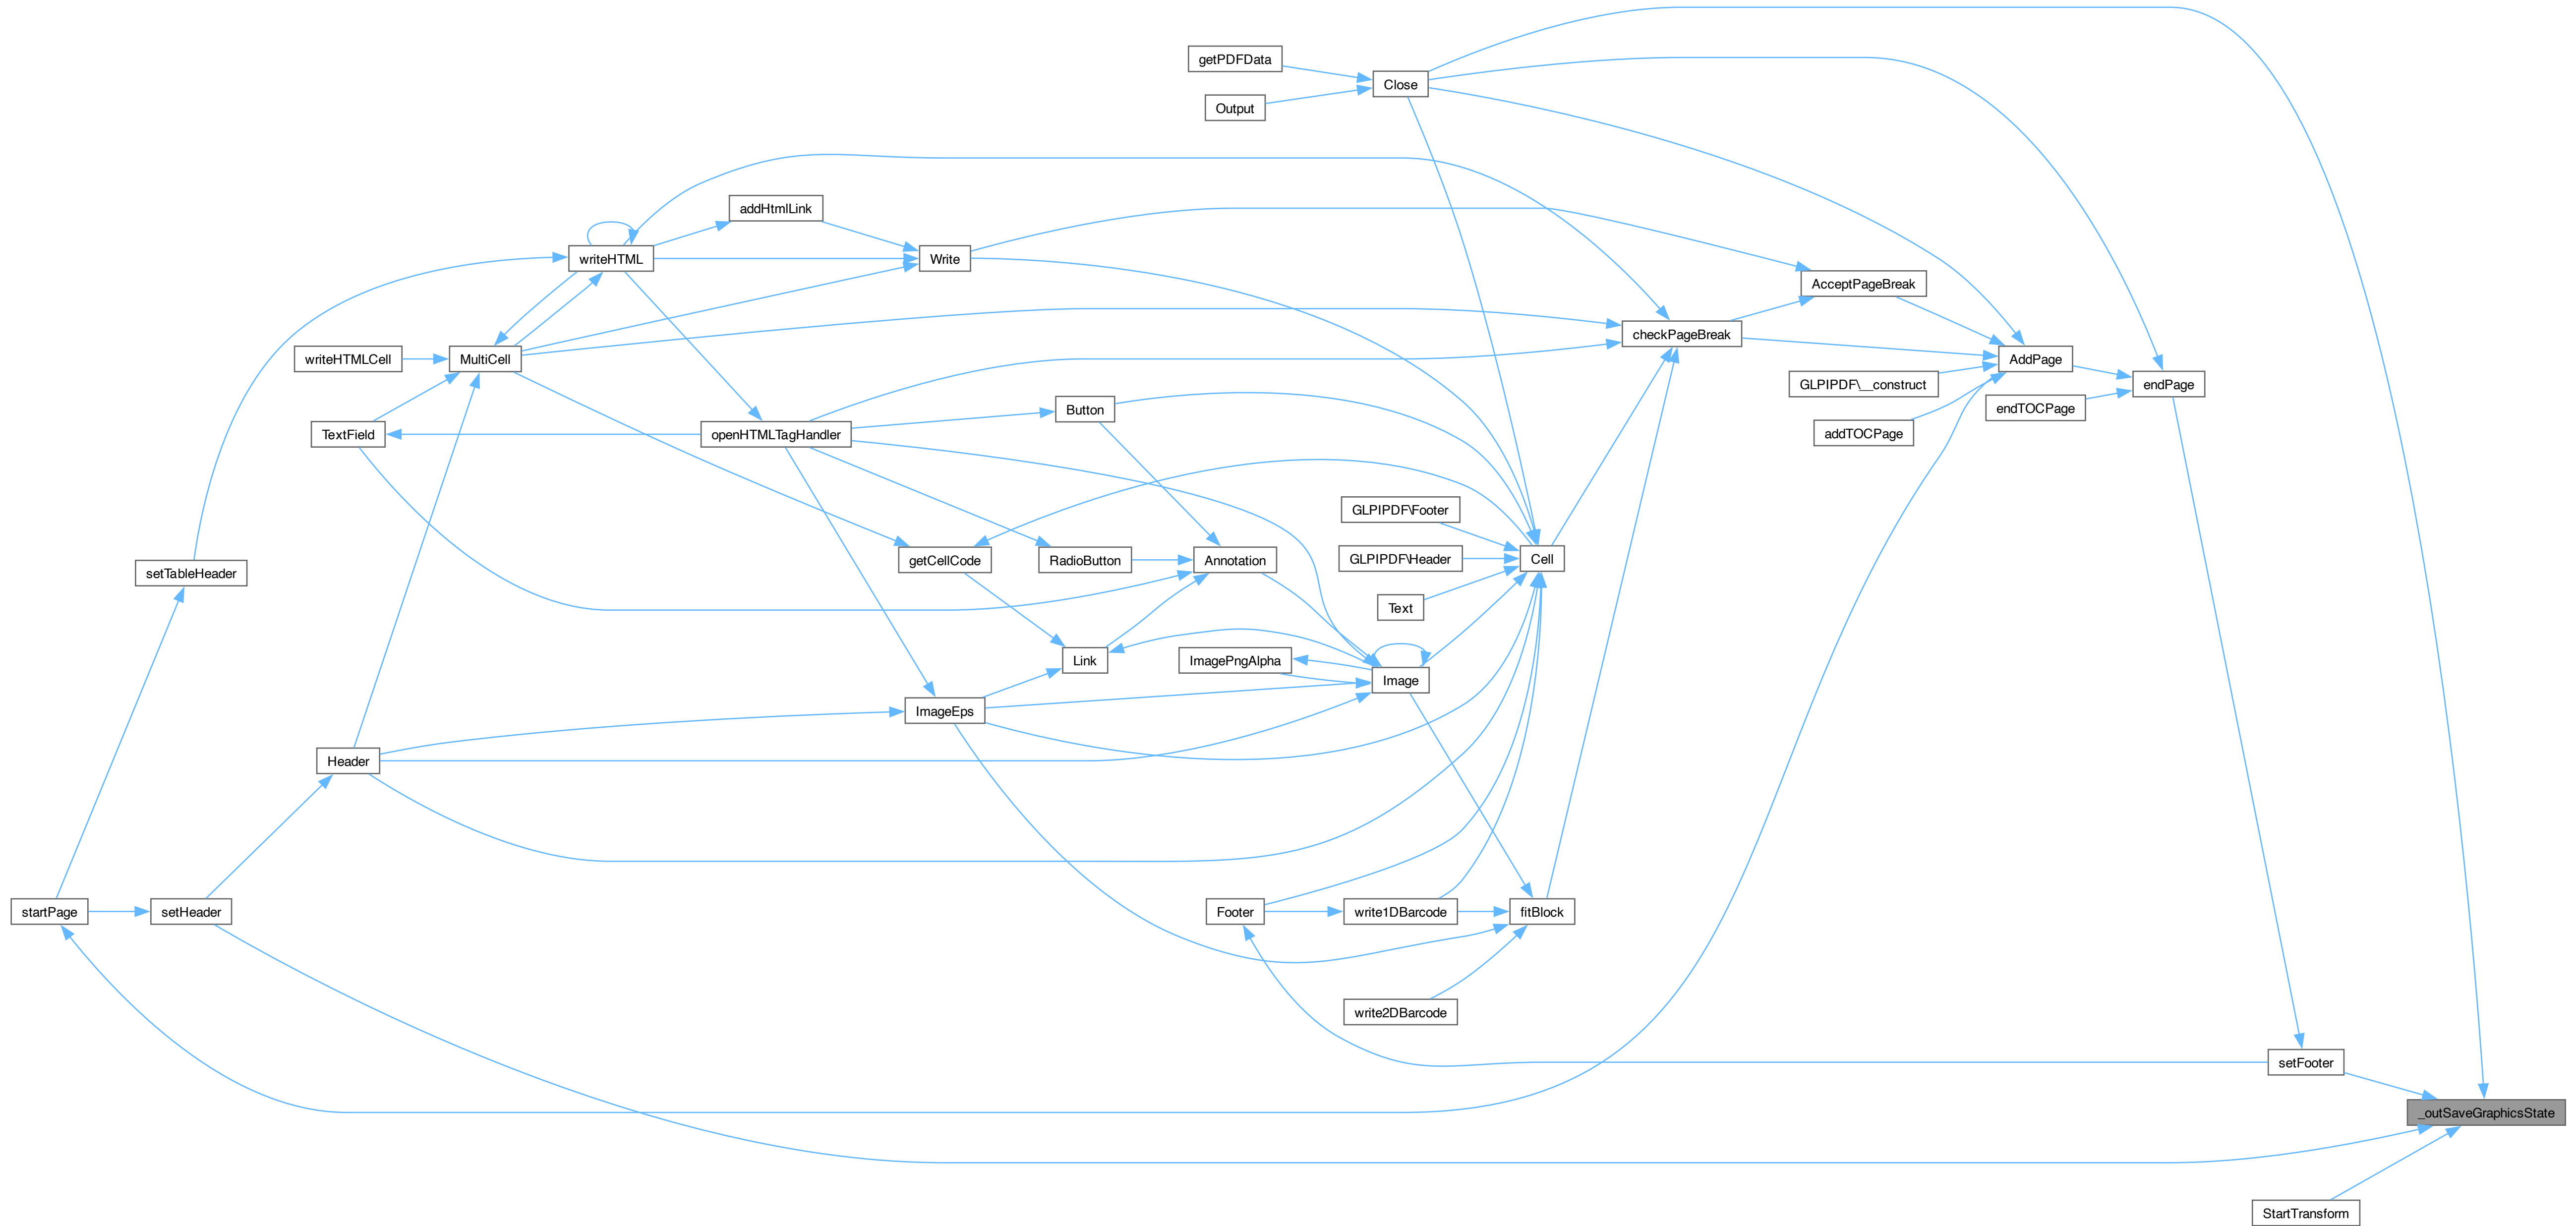 getPDFData
Close
Output
addHtmlLink
writeHTML
Write
AcceptPageBreak
checkPageBreak
writeHTMLCell
MultiCell
AddPage
GLPIPDF\__construct
endPage
endTOCPage
Button
TextField
openHTMLTagHandler
addTOCPage
GLPIPDF\Footer
setTableHeader
getCellCode
RadioButton
Annotation
GLPIPDF\Header
Cell
Text
Link
ImagePngAlpha
Image
ImageEps
Header
startPage
setHeader
Footer
write1DBarcode
fitBlock
write2DBarcode
setFooter
_outSaveGraphicsState
StartTransform